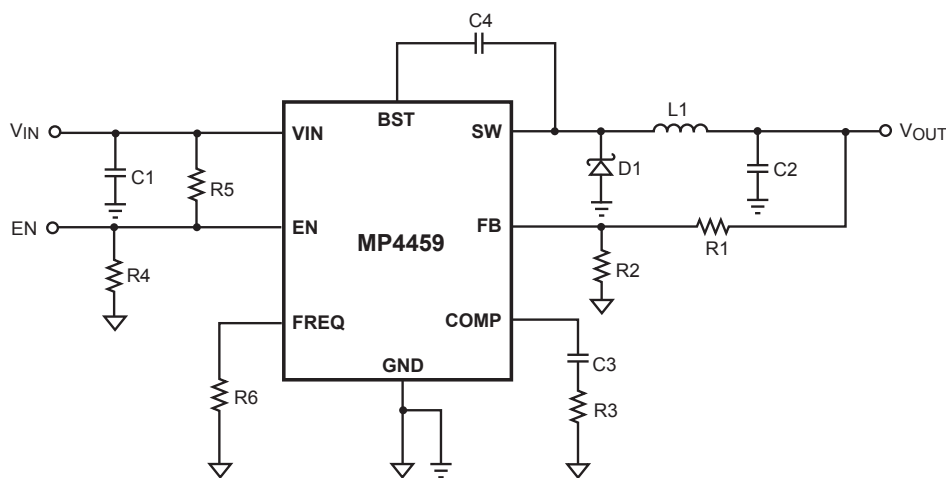 C4
L1
VIN
VIN
BST
SW
VOUT
C1
R5
D1
C2
EN
EN
MP4459
FB
R1
R4
R2
FREQ
COMP
GND
C3
R6
R3